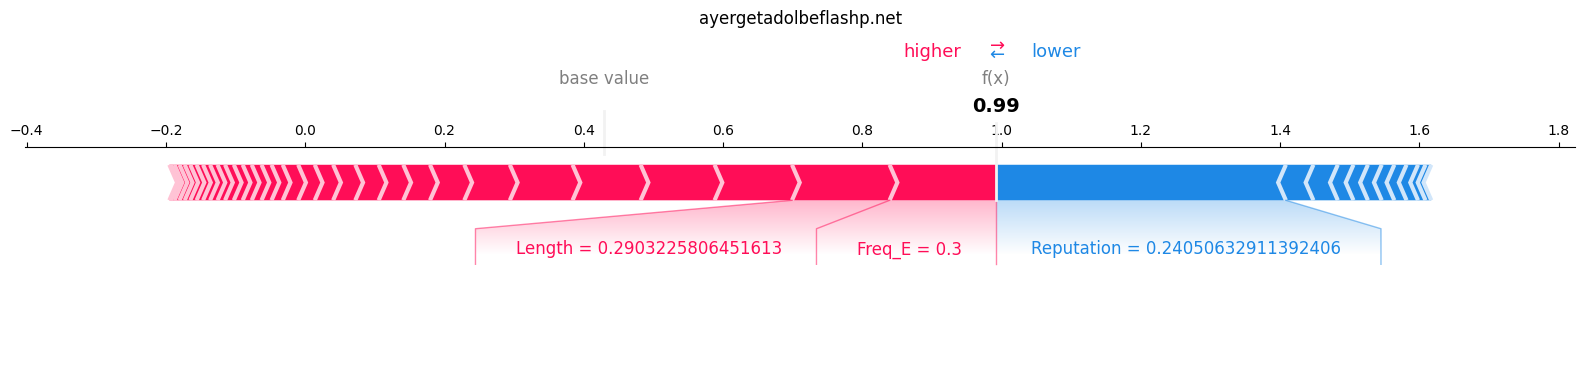 ayergetadolbeflashp.net
higher ⇄ lower
base value f(x)
0.99
−0.4 −0.2 0.0 0.2 0.4 0.6 0.8 1.0 1.2 1.4 1.6 1.8
Length = 0.2903225806451613 Freq_E = 0.3 Reputation = 0.24050632911392406